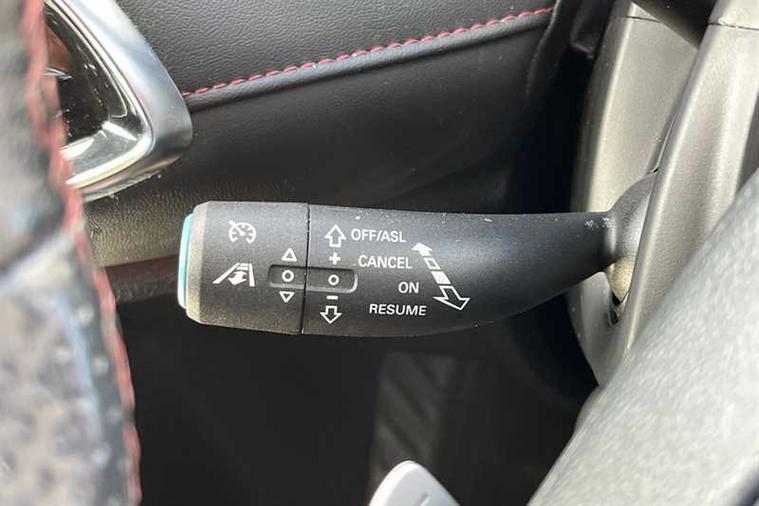 OFF/ASL
+
CANCEL
ON
−
RESUME